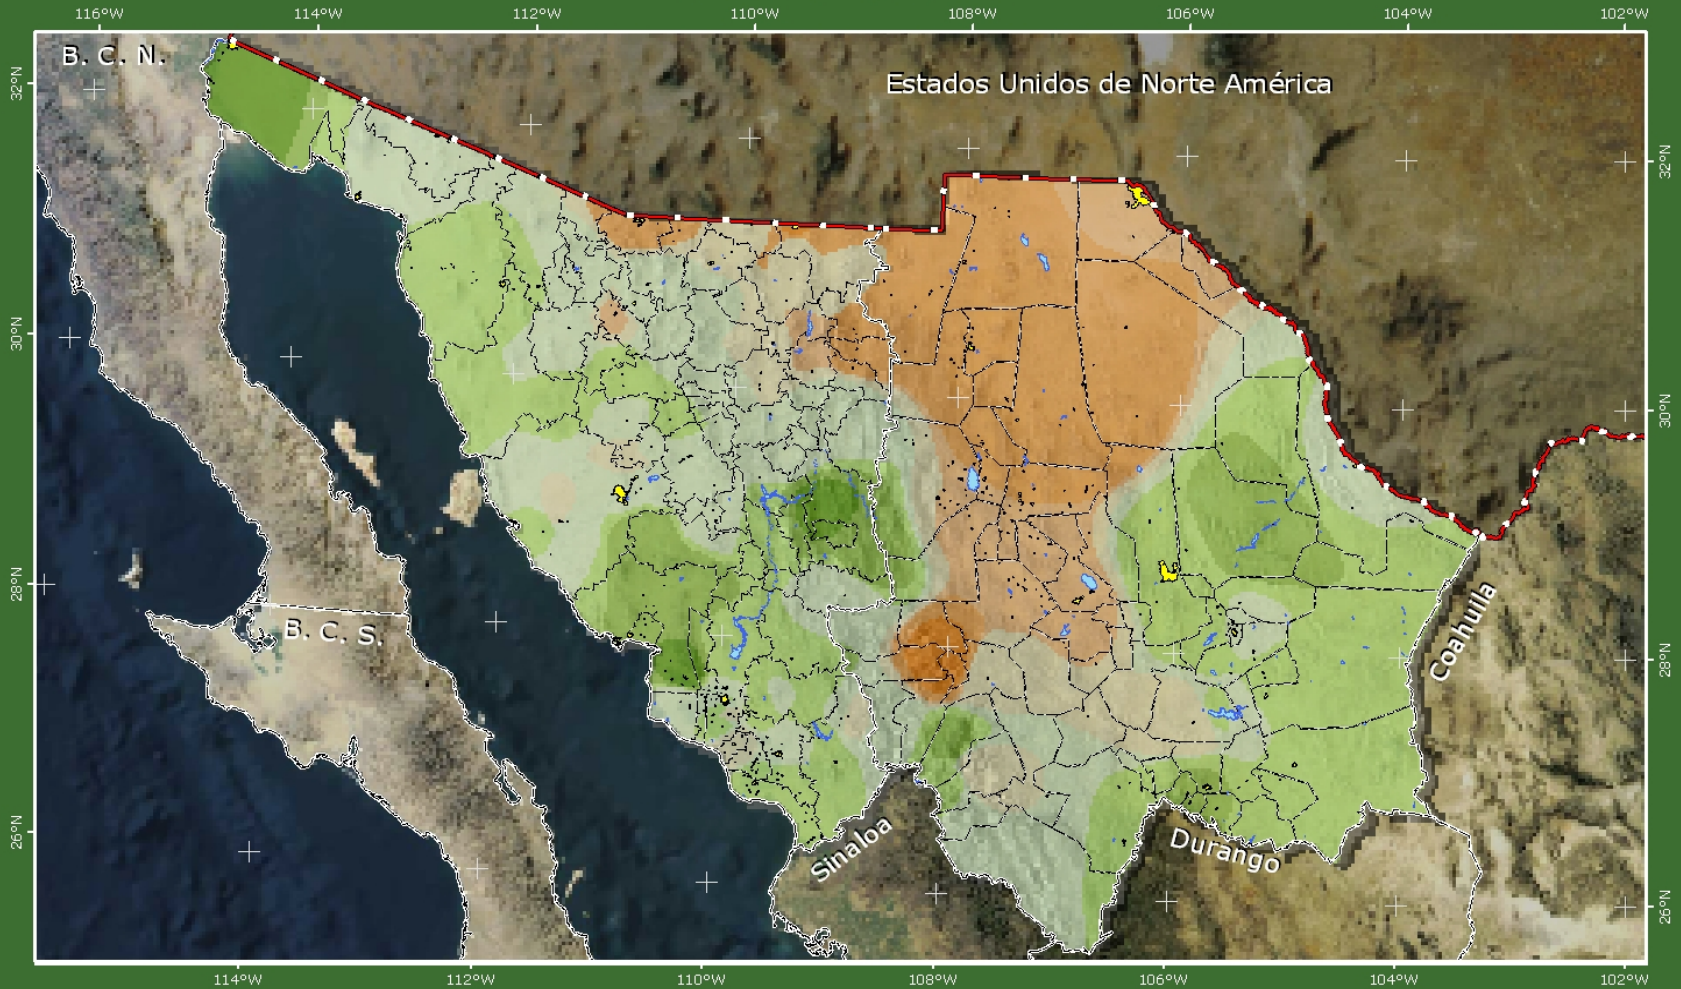 116°W 114°W 112°W 110°W 108°W 106°W 104°W 102°W
B. C. N.
Estados Unidos de Norte América
32°N
32°N
30°N
30°N
28°N
28°N
B. C. S.
Coahuila
26°N
Sinaloa
Durango
26°N
114°W 112°W 110°W 108°W 106°W 104°W 102°W